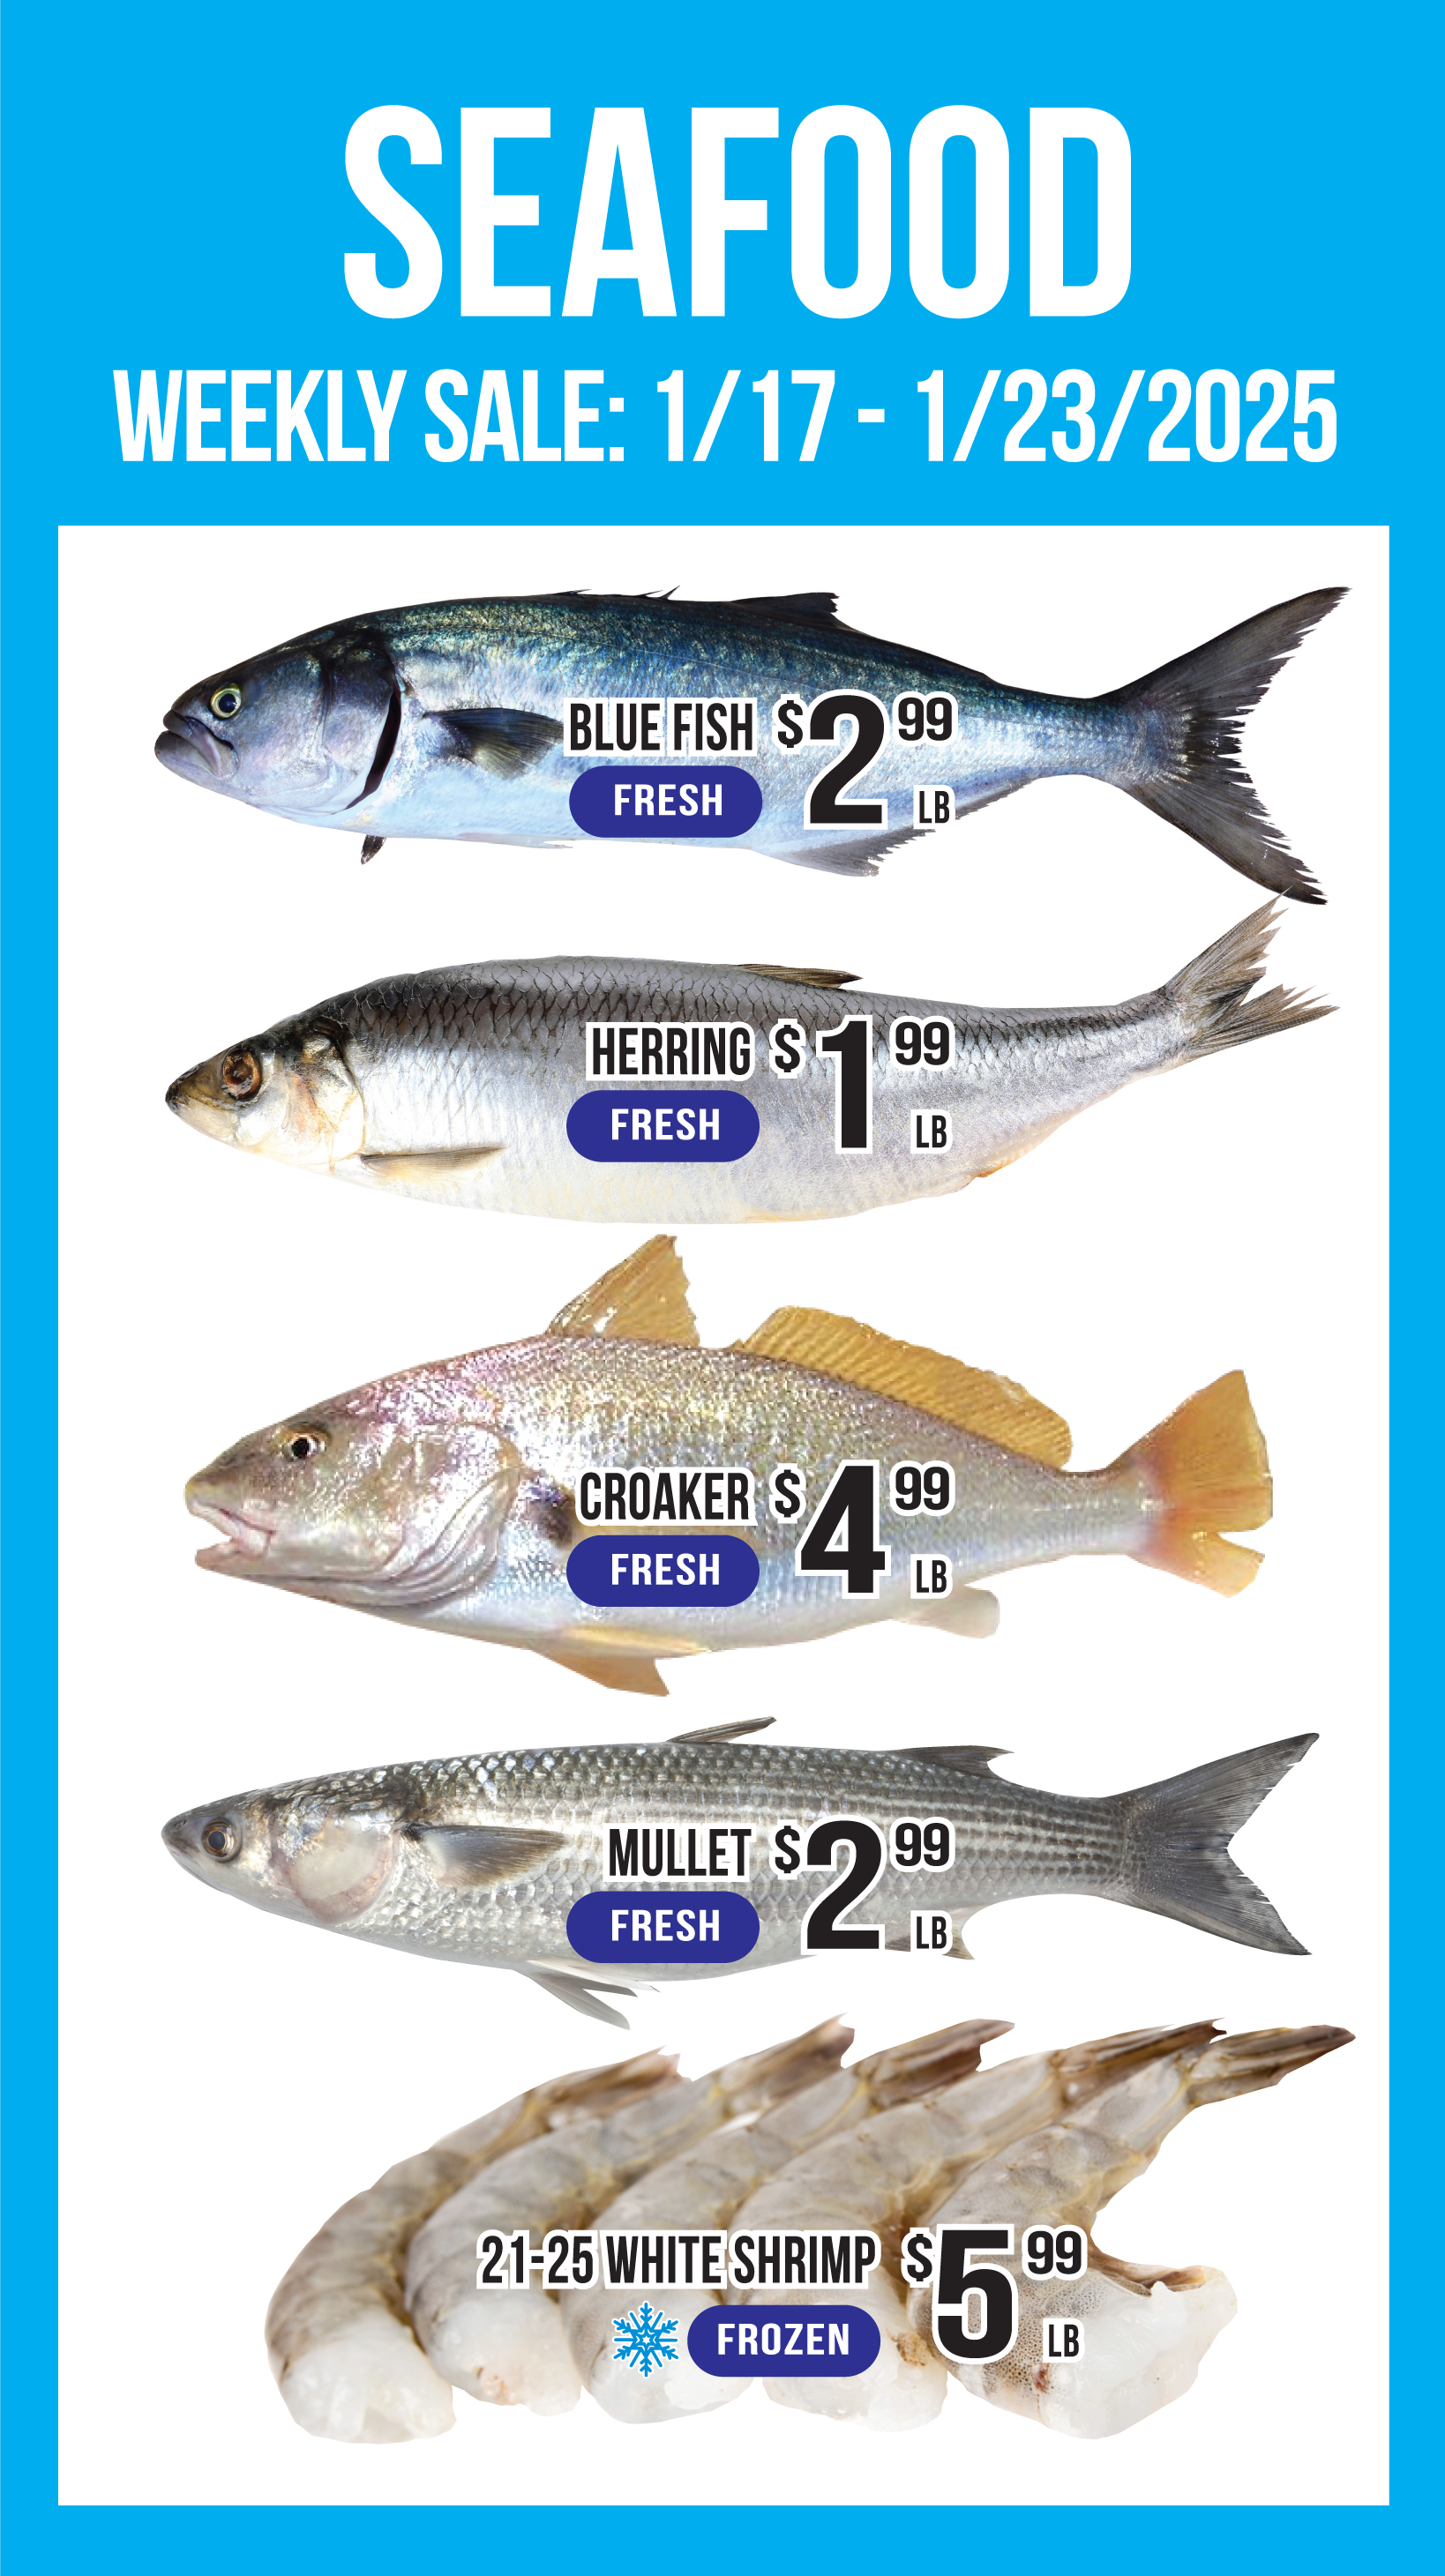 SEAFOOD
WEEKLY SALE: 1/17 - 1/23/2025
BLUE FISH $2 99
FRESH LB
HERRING $1 99
FRESH LB
CROAKER $4 99
FRESH LB
MULLET $2 99
FRESH LB
21-25 WHITE SHRIMP $5 99
FROZEN LB